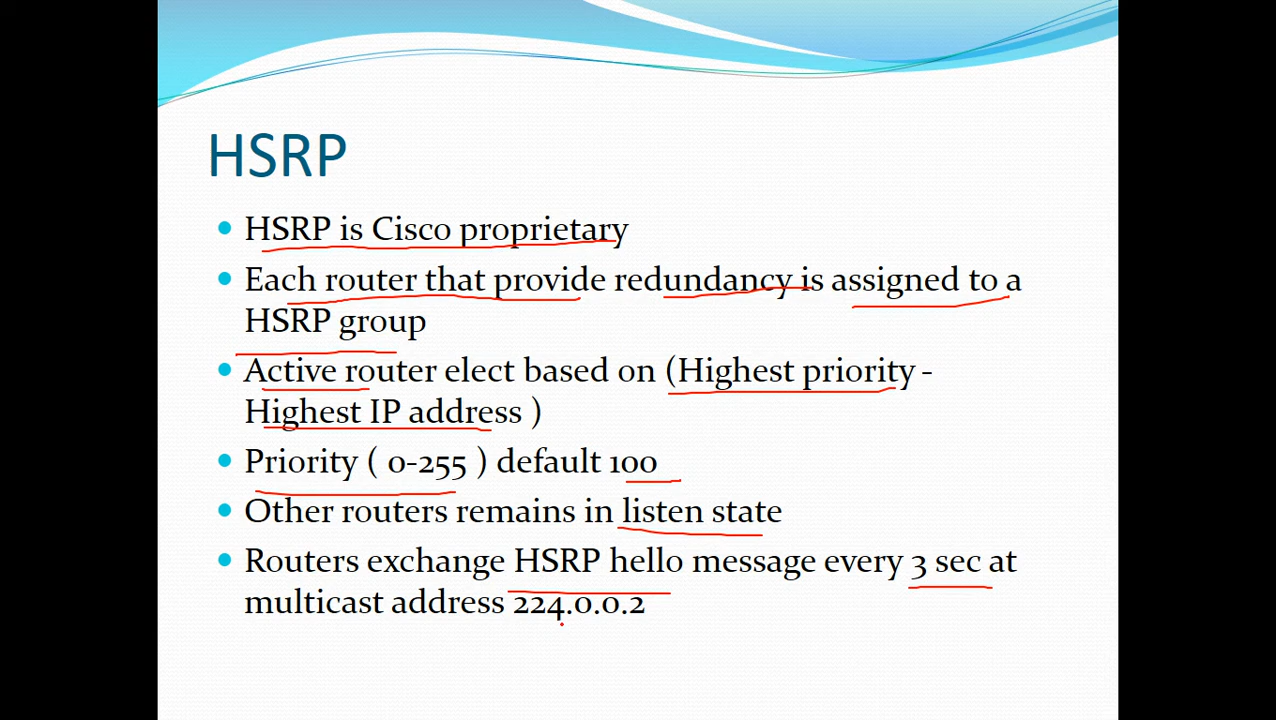 HSRP
HSRP is Cisco proprietary
Each router that provide redundancy is assigned to a
HSRP group
Active router elect based on (Highest priority -
Highest IP address )
Priority ( 0-255 ) default 100
Other routers remains in listen state
Routers exchange HSRP hello message every 3 sec at
multicast address 224.0.0.2